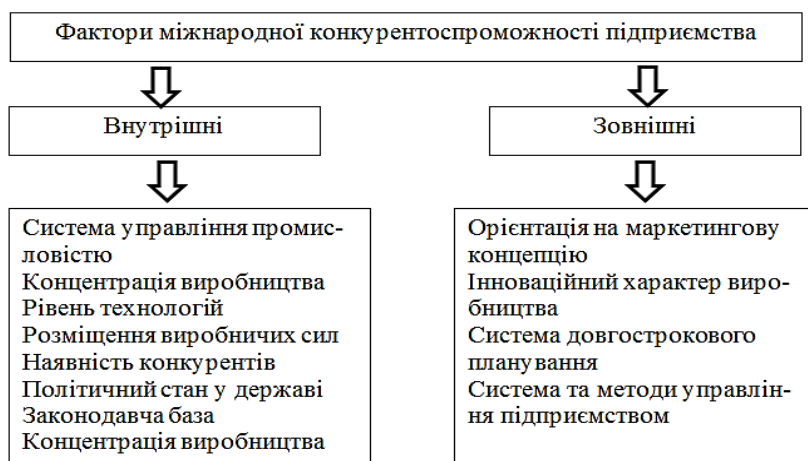 Фактори міжнародної конкурентоспроможності підприємства
Внутрішні
Зовнішні
Система управління промис-
ловістю
Концентрація виробництва
Рівень технологій
Розміщення виробничих сил
Наявність конкурентів
Політичний стан у державі
Законодавча база
Концентрація виробництва
Орієнтація на маркетингову
концепцію
Інноваційний характер виро-
бництва
Система довгострокового
планування
Система та методи управлін-
ня підприємством